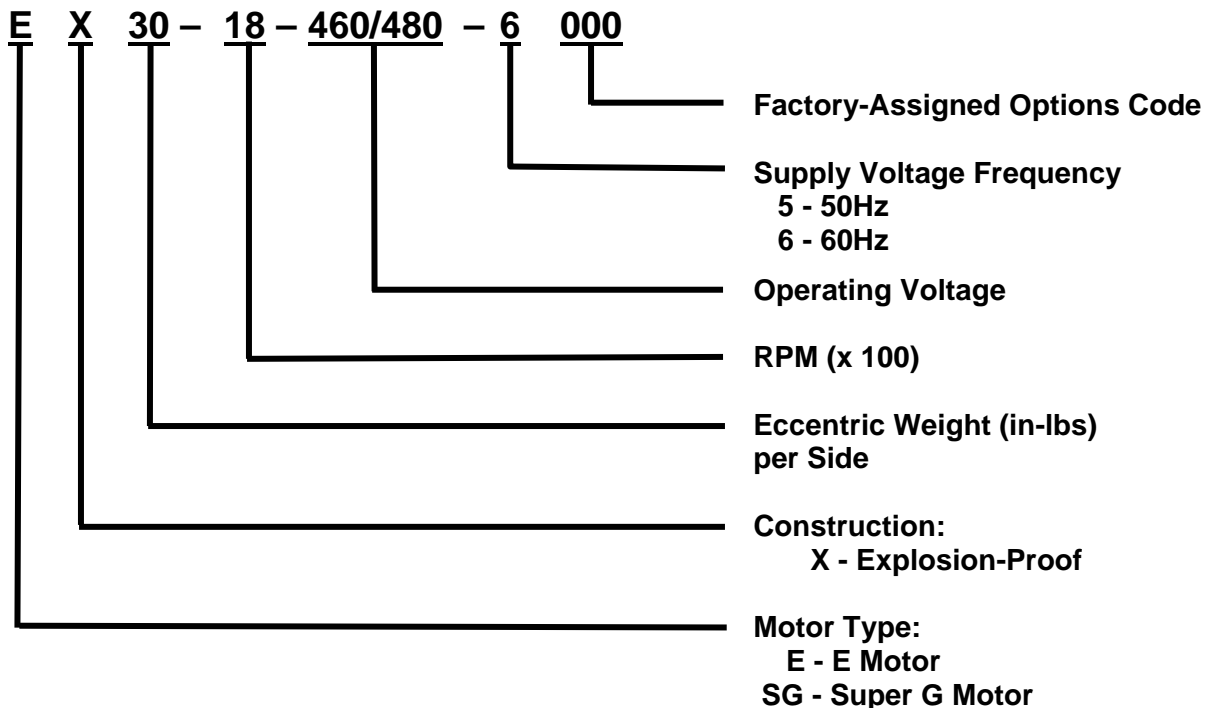 E X 30 – 18 – 460/480 – 6 000
Factory-Assigned Options Code
Supply Voltage Frequency
5 - 50Hz
6 - 60Hz
Operating Voltage
RPM (x 100)
Eccentric Weight (in-lbs)
per Side
Construction:
X - Explosion-Proof
Motor Type:
E - E Motor
SG - Super G Motor